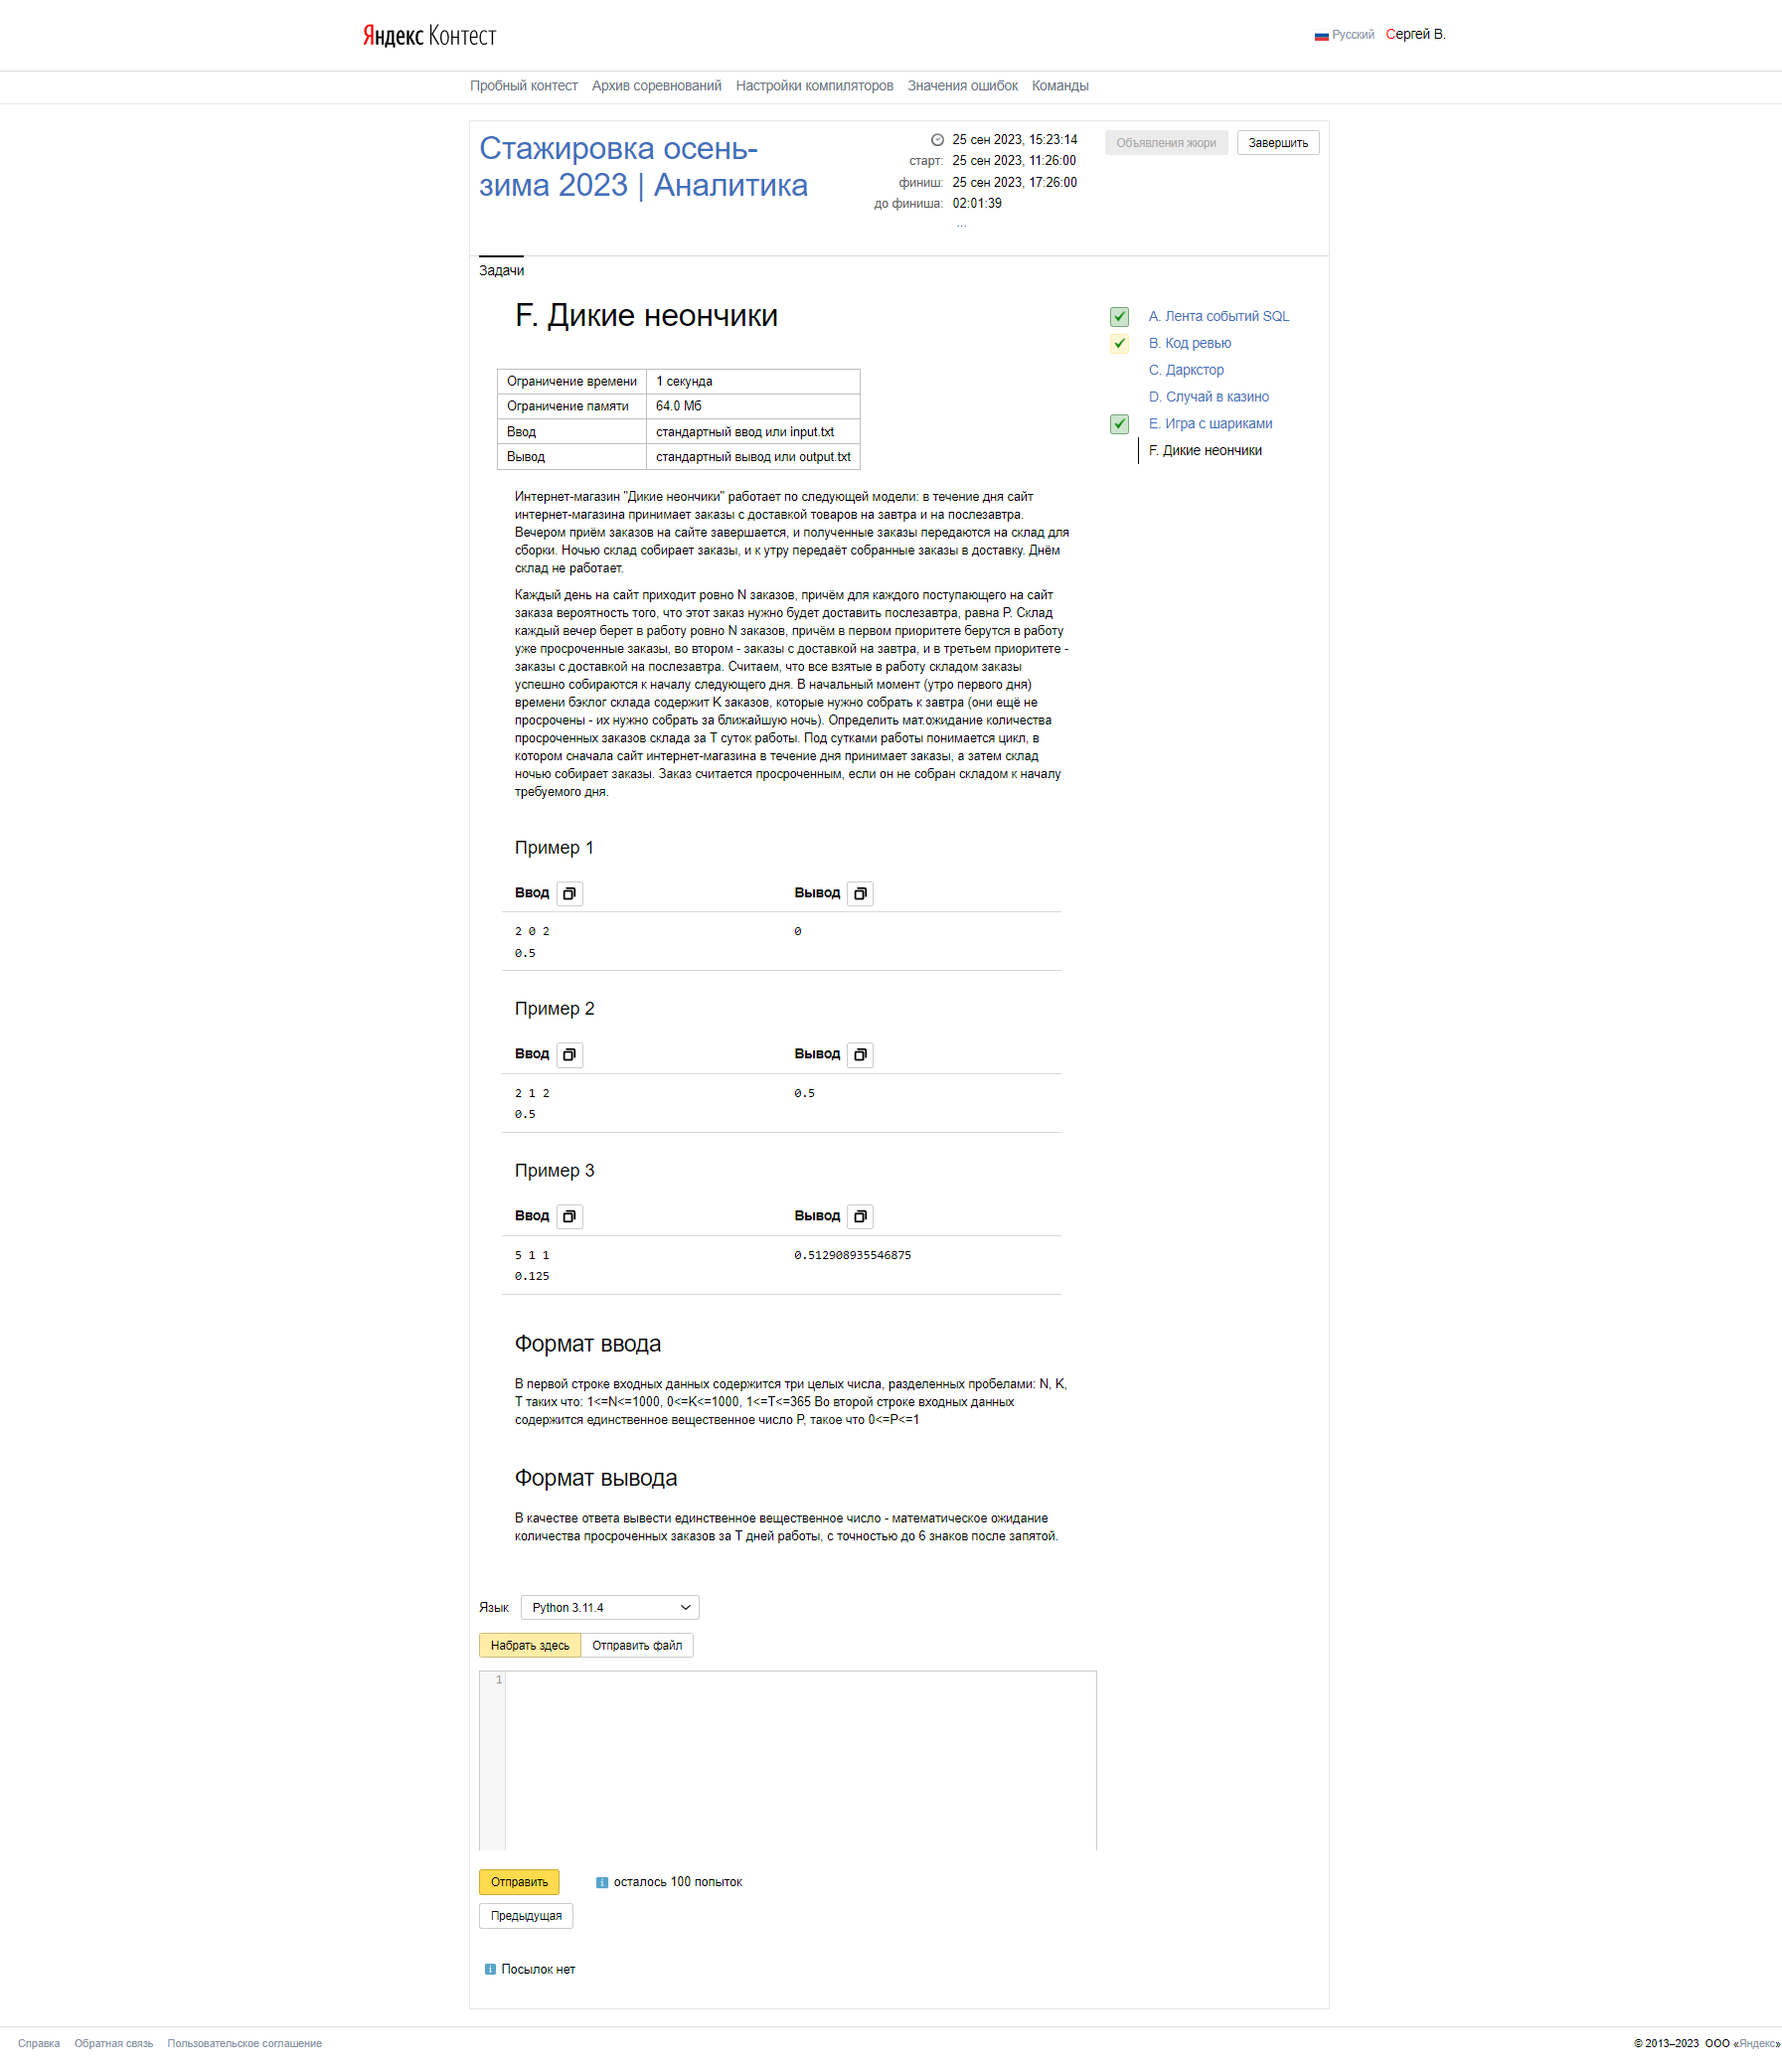 Яндекс Контест
Русский
Сергей В.
Пробный контест Архив соревнований Настройки компиляторов Значения ошибок Команды
Стажировка осень-
зима 2023 | Аналитика
25 сен 2023, 15:23:14
старт: 25 сен 2023, 11:26:00
финиш: 25 сен 2023, 17:26:00
до финиша: 02:01:39
...
Объявления жюри
Завершить
Задачи
F. Дикие неончики
Ограничение времени 1 секунда
Ограничение памяти 64.0 Мб
Ввод стандартный ввод или input.txt
Вывод стандартный вывод или output.txt
Интернет-магазин "Дикие неончики" работает по следующей модели: в течение дня сайт
интернет-магазина принимает заказы с доставкой товаров на завтра и на послезавтра.
Вечером приём заказов на сайте завершается, и полученные заказы передаются на склад для
сборки. Ночью склад собирает заказы, и к утру передаёт собранные заказы в доставку. Днём
склад не работает.
Каждый день на сайт приходит ровно N заказов, причём для каждого поступающего на сайт
заказа вероятность того, что этот заказ нужно будет доставить послезавтра, равна P. Склад
каждый вечер берет в работу ровно N заказов, причём в первом приоритете берутся в работу
уже просроченные заказы, во втором - заказы с доставкой на завтра, и в третьем приоритете -
заказы с доставкой на послезавтра. Считаем, что все взятые в работу складом заказы
успешно собираются к началу следующего дня. В начальный момент (утро первого дня)
времени бэклог склада содержит K заказов, которые нужно собрать к завтра (они ещё не
просрочены - их нужно собрать за ближайшую ночь). Определить мат.ожидание количества
просроченных заказов склада за T суток работы. Под сутками работы понимается цикл, в
котором сначала сайт интернет-магазина в течение дня принимает заказы, а затем склад
ночью собирает заказы. Заказ считается просроченным, если он не собран складом к началу
требуемого дня.
Пример 1
Ввод Вывод
2 0 2 0
0.5
Пример 2
Ввод Вывод
2 1 2 0.5
0.5
Пример 3
Ввод Вывод
5 1 1 0.512908935546875
0.125
Формат ввода
В первой строке входных данных содержится три целых числа, разделенных пробелами: N, K,
T таких что: 1<=N<=1000, 0<=K<=1000, 1<=T<=365 Во второй строке входных данных
содержится единственное вещественное число P, такое что 0<=P<=1
Формат вывода
В качестве ответа вывести единственное вещественное число - математическое ожидание
количества просроченных заказов за T дней работы, с точностью до 6 знаков после запятой.
Язык Python 3.11.4
Набрать здесь Отправить файл
1
Отправить осталось 100 попыток
Предыдущая
Посылок нет
A. Лента событий SQL
B. Код ревью
C. Даркстор
D. Случай в казино
E. Игра с шариками
F. Дикие неончики
Справка Обратная связь Пользовательское соглашение
© 2013–2023 ООО «Яндекс»